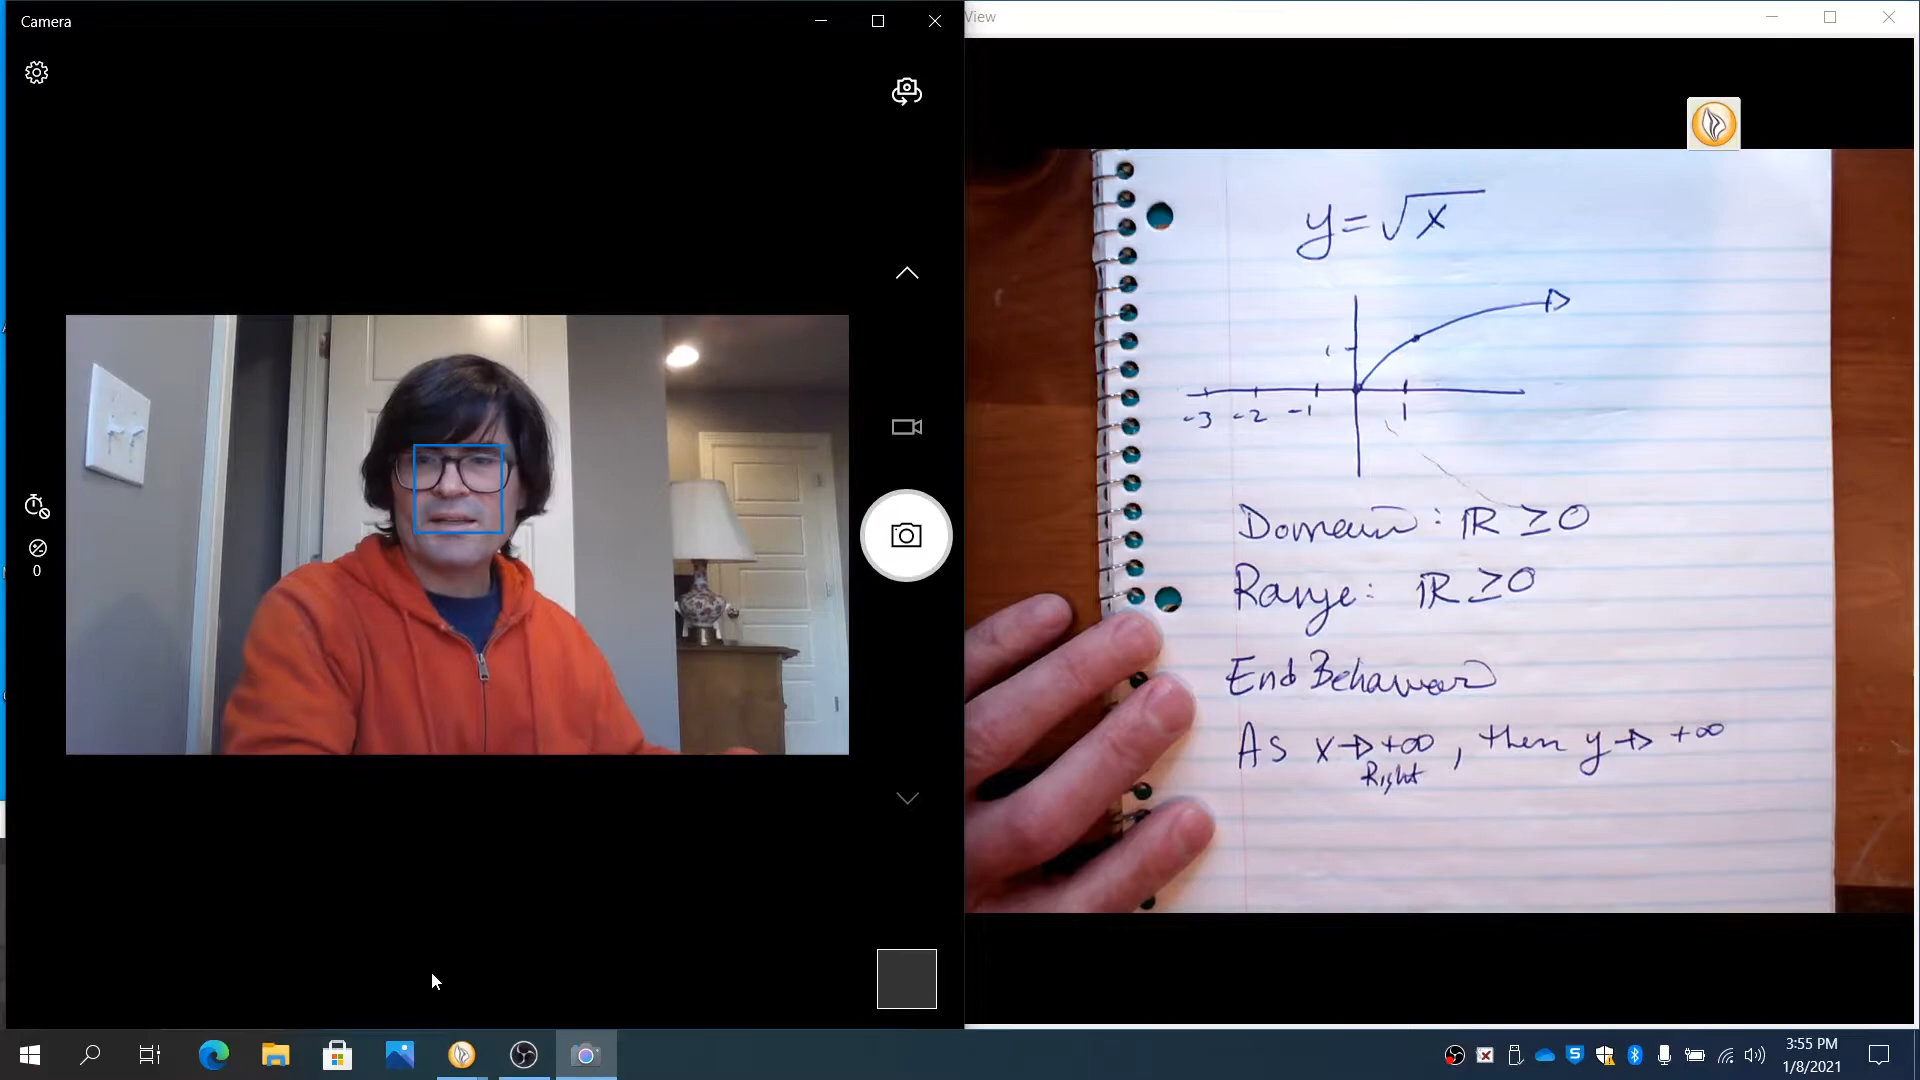 Camera
View
0
y = √x
1
-3 -2 -1 1
Domain : ℝ ≥ 0
Range : ℝ ≥ 0
End Behavior
As x → +∞ , then y → +∞
Right
3:55 PM
1/8/2021